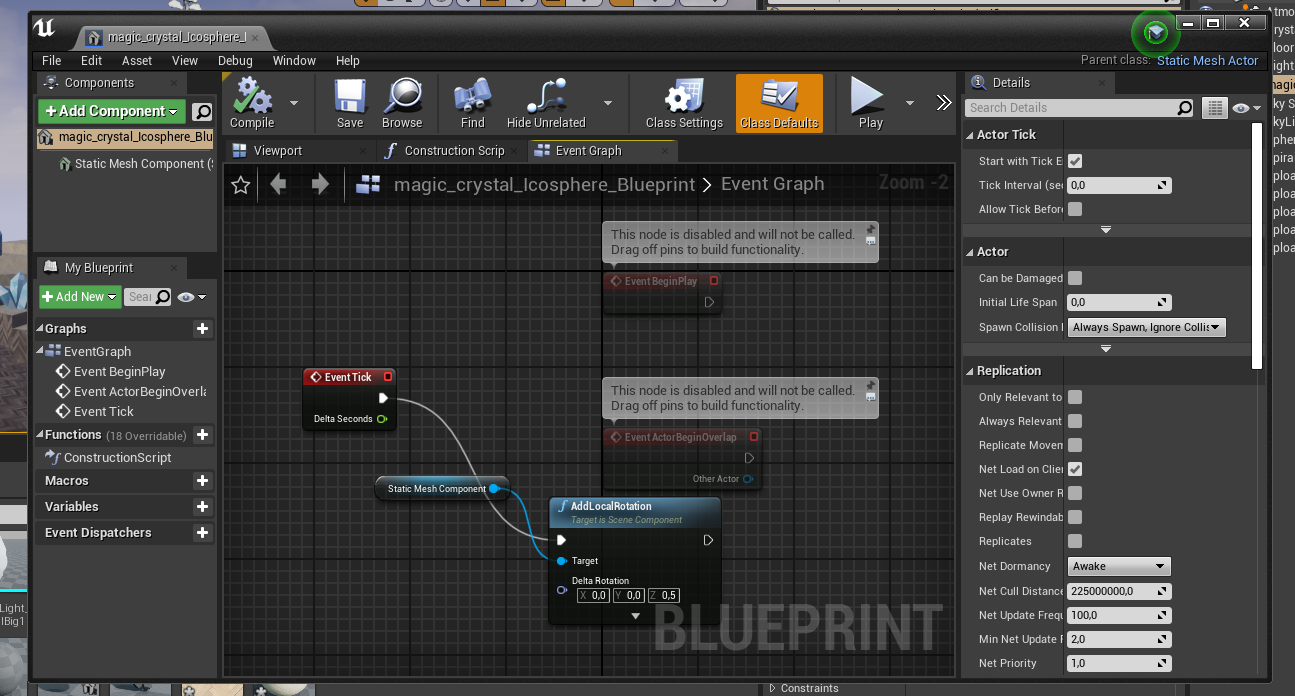 magic_crystal_Icosphere_l
File Edit Asset View Debug Window Help
Parent class: Static Mesh Actor
Components
+ Add Component
magic_crystal_Icosphere_Blu
Static Mesh Component (
My Blueprint
+ Add New
Sear
Graphs
EventGraph
Event BeginPlay
Event ActorBeginOverla
Event Tick
Functions (18 Overridable)
ConstructionScript
Macros
Variables
Event Dispatchers
Compile
Save
Browse
Find
Hide Unrelated
Class Settings
Class Defaults
Play
Viewport
Construction Scrip
Event Graph
magic_crystal_Icosphere_Blueprint > Event Graph
Zoom -2
This node is disabled and will not be called.
Drag off pins to build functionality.
Event BeginPlay
Event Tick
Delta Seconds
This node is disabled and will not be called.
Drag off pins to build functionality.
Event ActorBeginOverlap
Other Actor
Static Mesh Component
AddLocalRotation
Target is Scene Component
Target
Delta Rotation
X 0,0 Y 0,0 Z 0,5
BLUEPRINT
Details
Search Details
Actor Tick
Start with Tick E
Tick Interval (sec 0,0
Allow Tick Before
Actor
Can be Damaged
Initial Life Span 0,0
Spawn Collision Always Spawn, Ignore Collis
Replication
Only Relevant to
Always Relevant
Replicate Movem
Net Load on Clien
Net Use Owner R
Replay Rewindab
Replicates
Net Dormancy Awake
Net Cull Distance 225000000,0
Net Update Frequ 100,0
Min Net Update F 2,0
Net Priority 1,0
Constraints
Light_
lBig1
Atmo
ryst
loor
ight
magic
ky S
kyLi
pher
pira
ploa
ploa
ploa
ploa
ploa